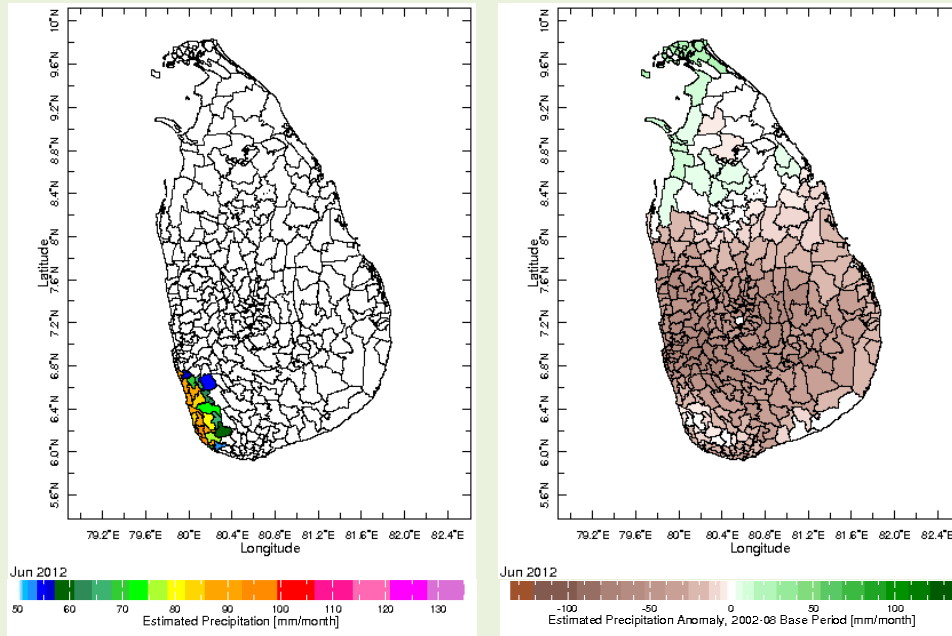 10˚N
9.6˚N
9.2˚N
8.8˚N
8.4˚N
8˚N
7.6˚N
7.2˚N
6.8˚N
6.4˚N
6.0˚N
5.6˚N
Latitude
79.2˚E 79.6˚E 80˚E 80.4˚E 80.8˚E 81.2˚E 81.6˚E 82.0˚E 82.4˚E
Longitude
Jun 2012
50 60 70 80 90 100 110 120 130
Estimated Precipitation [mm/month]
10˚N
9.6˚N
9.2˚N
8.8˚N
8.4˚N
8˚N
7.6˚N
7.2˚N
6.8˚N
6.4˚N
6.0˚N
5.6˚N
Latitude
79.2˚E 79.6˚E 80˚E 80.4˚E 80.8˚E 81.2˚E 81.6˚E 82.0˚E 82.4˚E
Longitude
Jun 2012
-100 -50 0 50 100
Estimated Precipitation Anomaly, 2002-08 Base Period [mm/month]